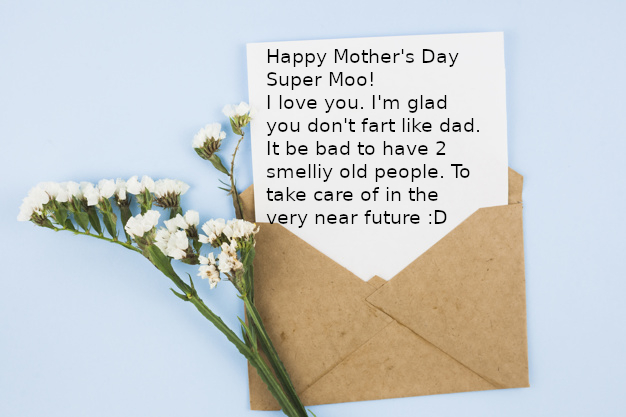 Happy Mother's Day
Super Moo!
I love you. I'm glad
you don't fart like dad.
It be bad to have 2
smelliy old people. To
take care of in the
very near future :D